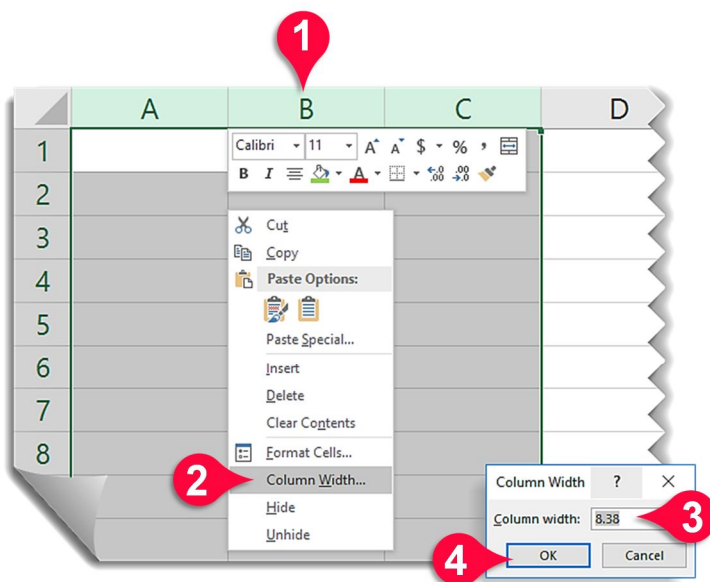 1
A B C D
1
Calibri 11 A A $ % ,
B I A .00 .00
2
3
4
5
6
7
8
Cut
Copy
Paste Options:
Paste Special...
Insert
Delete
Clear Contents
Format Cells...
2 Column Width...
Hide
Unhide
Column Width ? ×
Column width: 8.38 3
4 OK Cancel